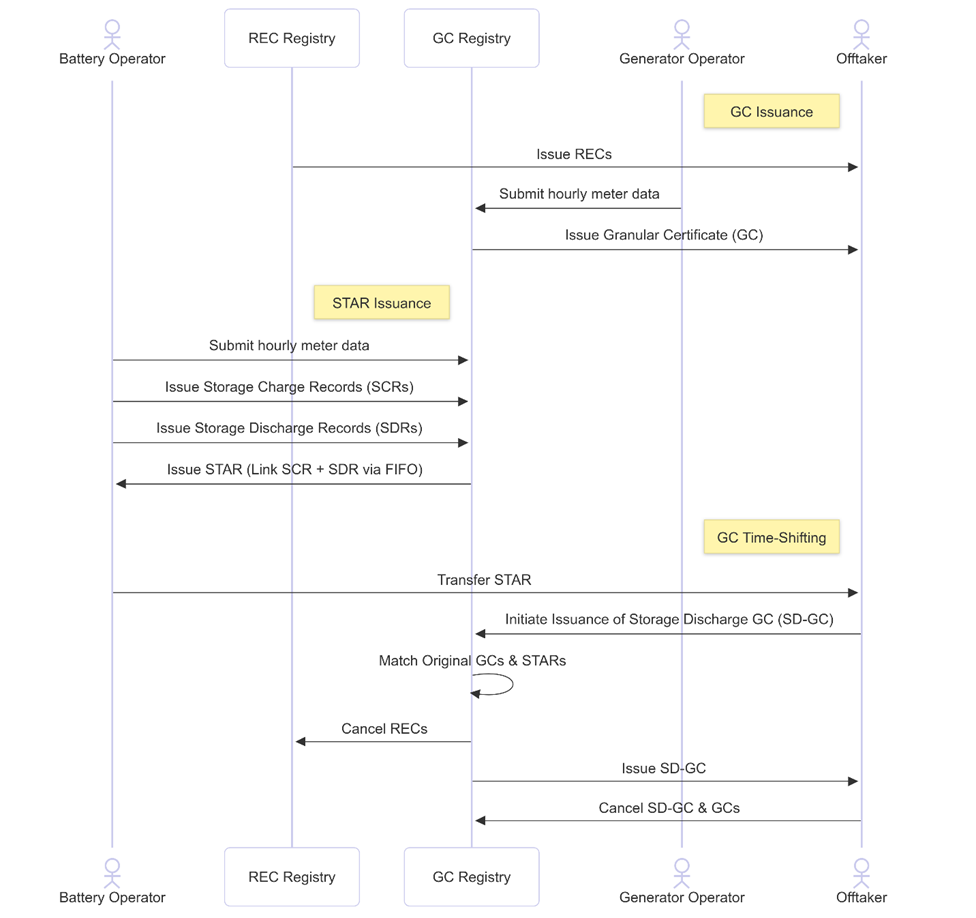 Battery Operator
REC Registry
GC Registry
Generator Operator
Offtaker
GC Issuance
Issue RECs
Submit hourly meter data
Issue Granular Certificate (GC)
STAR Issuance
Submit hourly meter data
Issue Storage Charge Records (SCRs)
Issue Storage Discharge Records (SDRs)
Issue STAR (Link SCR + SDR via FIFO)
GC Time-Shifting
Transfer STAR
Initiate Issuance of Storage Discharge GC (SD-GC)
Match Original GCs & STARs
Cancel RECs
Issue SD-GC
Cancel SD-GC & GCs
Battery Operator
REC Registry
GC Registry
Generator Operator
Offtaker